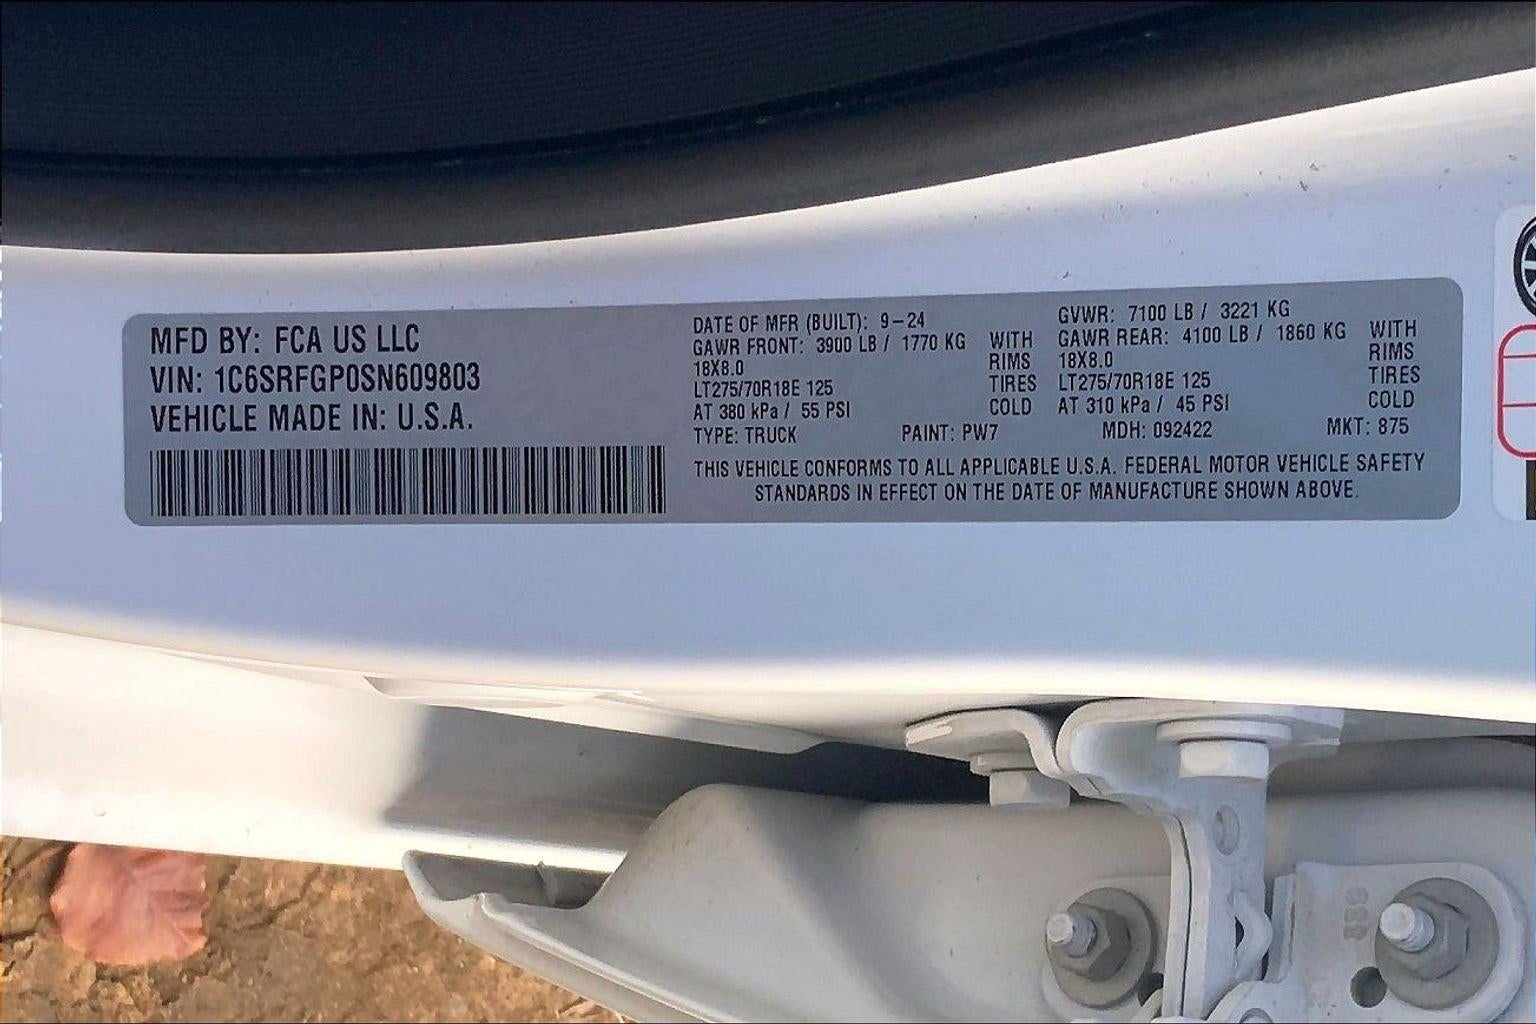 MFD BY: FCA US LLC
VIN: 1C6SRFGP0SN609803
VEHICLE MADE IN: U.S.A.
DATE OF MFR (BUILT): 9-24
GAWR FRONT: 3900 LB / 1770 KG WITH
18X8.0 RIMS
LT275/70R18E 125 TIRES
AT 380 kPa / 55 PSI COLD
GVWR: 7100 LB / 3221 KG
GAWR REAR: 4100 LB / 1860 KG WITH
18X8.0 RIMS
LT275/70R18E 125 TIRES
AT 310 kPa / 45 PSI COLD
TYPE: TRUCK PAINT: PW7 MDH: 092422 MKT: 875
THIS VEHICLE CONFORMS TO ALL APPLICABLE U.S.A. FEDERAL MOTOR VEHICLE SAFETY
STANDARDS IN EFFECT ON THE DATE OF MANUFACTURE SHOWN ABOVE.